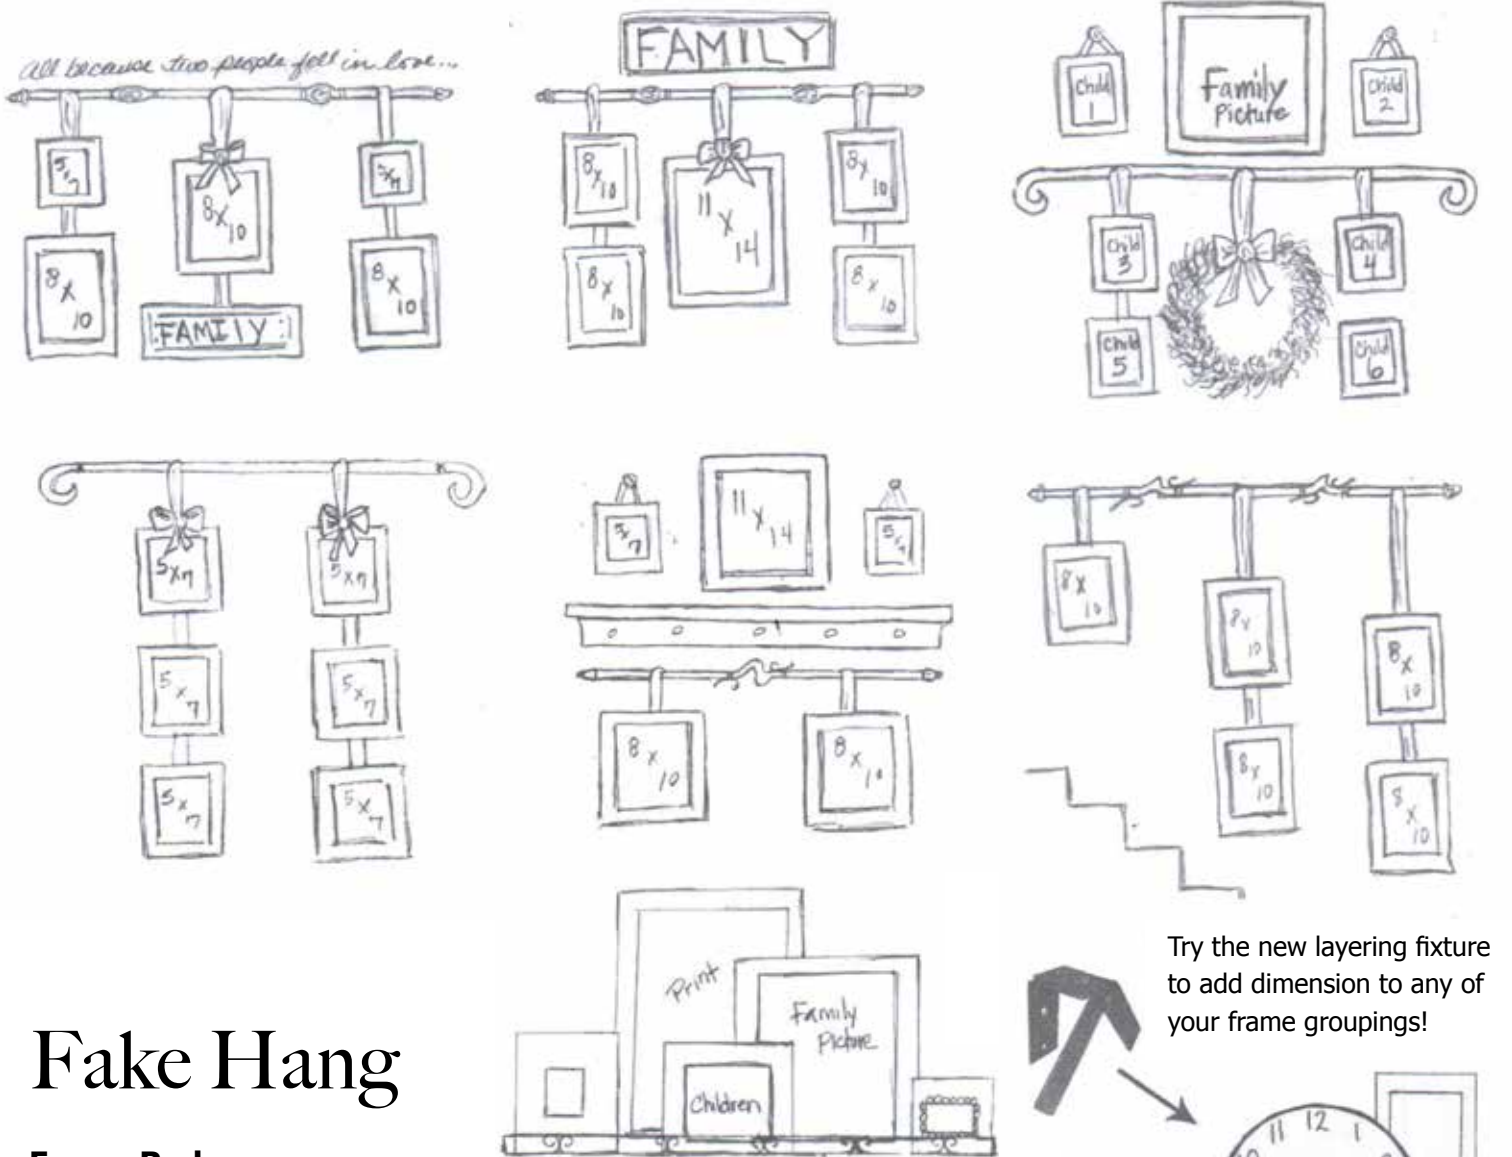 all because two people fell in love...
5x7
8x10
8x10
FAMILY
5x7
8x10
FAMILY
8x10
8x10
11x14
8x10
8x10
Child 1
Family Picture
Child 2
Child 3
Child 4
Child 5
Child 6
5x7
5x7
5x7
5x7
5x7
5x7
5x7
11x14
5x7
8x10
8x10
8x10
8x10
8x10
8x10
8x10
Print
Family
Picture
Children
Try the new layering fixture
to add dimension to any of
your frame groupings!
Fake Hang
11 12 1